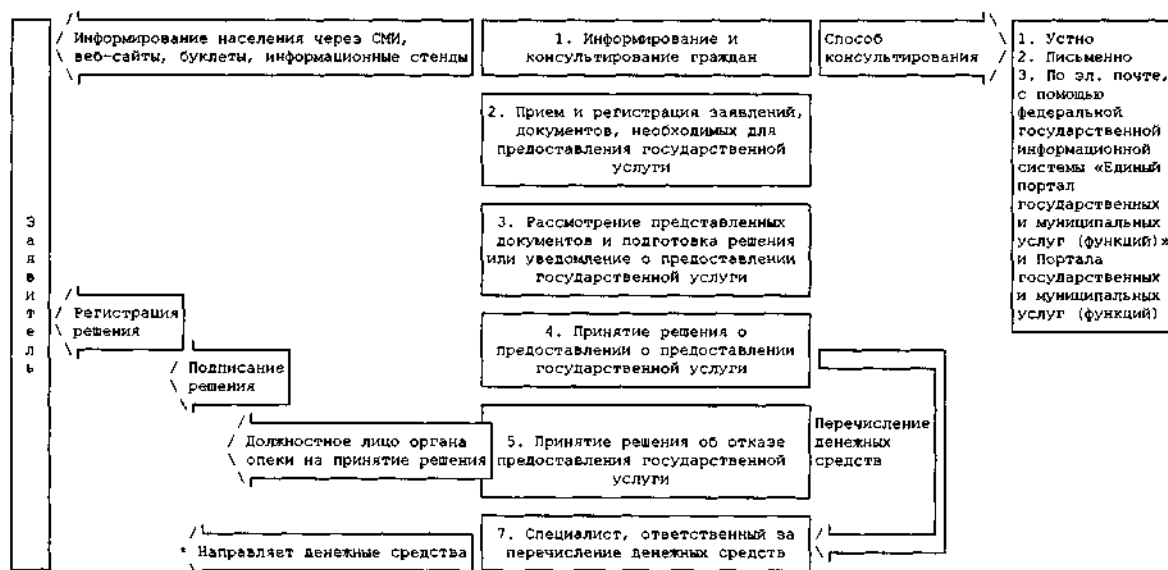 Информирование населения через СМИ,
веб-сайты, буклеты, информационные стенды
1. Информирование и
консультирование граждан
Способ
консультирования
1. Устно
2. Письменно
3. По эл. почте,
с помощью
федеральной
государственной
информационной
системы «Единый
портал
государственных
и муниципальных
услуг (функций)»
и Портала
государственных
и муниципальных
услуг (функций)
2. Прием и регистрация заявлений,
документов, необходимых для
предоставления государственной
услуги
3. Рассмотрение представленных
документов и подготовка решения
или уведомление о предоставлении
государственной услуги
З
а
я
в
и
т
е
л
ь
Регистрация
решения
4. Принятие решения о
предоставлении о предоставлении
государственной услуги
Подписание
решения
Должностное лицо органа
опеки на принятие решения
5. Принятие решения об отказе
предоставления государственной
услуги
Перечисление
денежных
средств
* Направляет денежные средства
7. Специалист, ответственный за
перечисление денежных средств